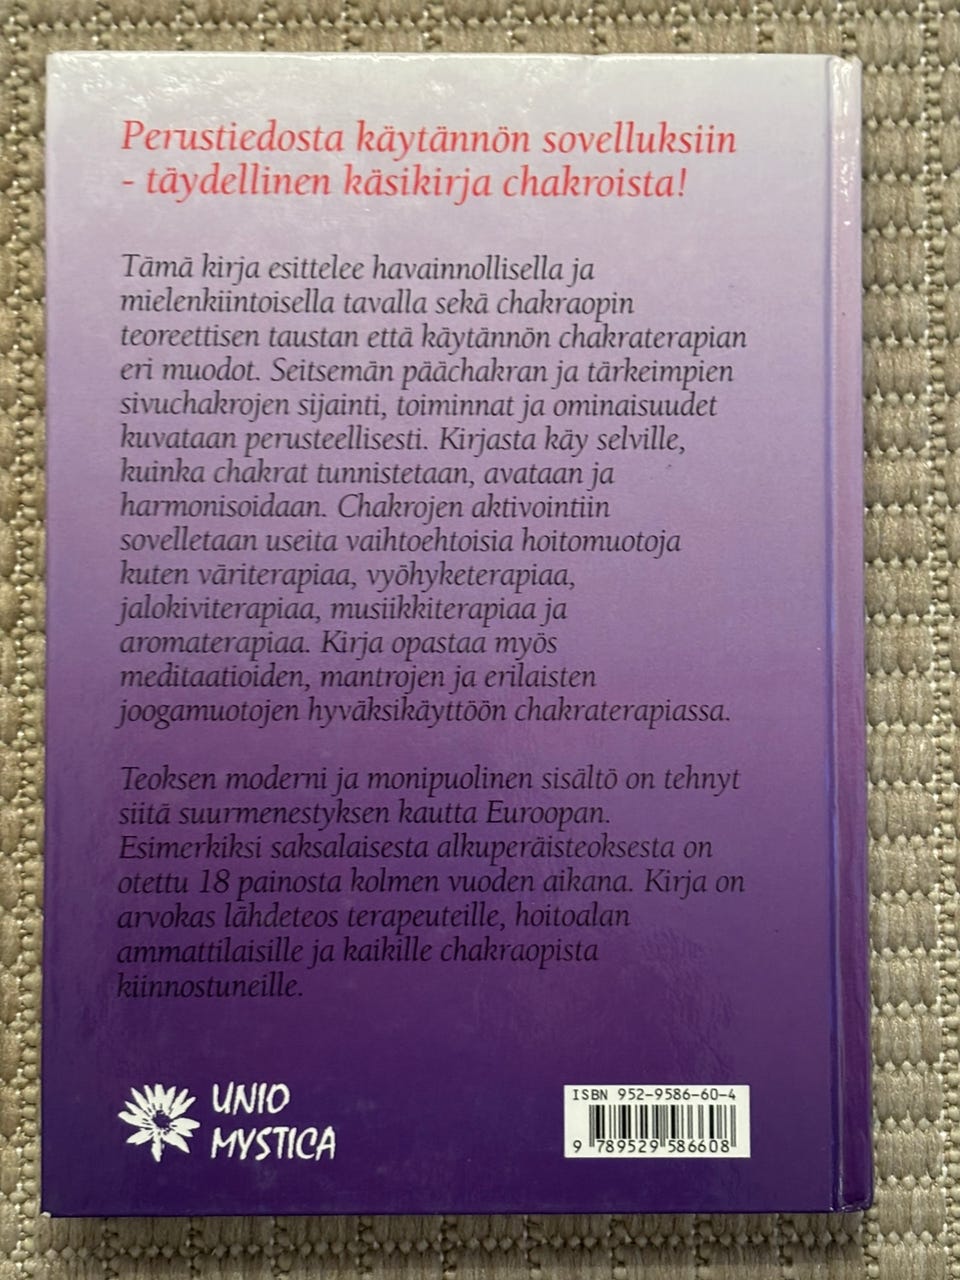 Perustiedosta käytännön sovelluksiin
- täydellinen käsikirja chakroista!
Tämä kirja esittelee havainnollisella ja
mielenkiintoisella tavalla sekä chakraopin
teoreettisen taustan että käytännön chakraterapian
eri muodot. Seitsemän päächakran ja tärkeimpien
sivuchakrojen sijainti, toiminnat ja ominaisuudet
kuvataan perusteellisesti. Kirjasta käy selville,
kuinka chakrat tunnistetaan, avataan ja
harmonisoidaan. Chakrojen aktivointiin
sovelletaan useita vaihtoehtoisia hoitomuotoja
kuten väriterapiaa, vyöhyketerapiaa,
jalokiviterapiaa, musiikkiterapiaa ja
aromaterapiaa. Kirja opastaa myös
meditaatioiden, mantrojen ja erilaisten
joogamuotojen hyväksikäyttöön chakraterapiassa.
Teoksen moderni ja monipuolinen sisältö on tehnyt
siitä suurmenestyksen kautta Euroopan.
Esimerkiksi saksalaisesta alkuperäisteoksesta on
otettu 18 painosta kolmen vuoden aikana. Kirja on
arvokas lähdeteos terapeuteille, hoitoalan
ammattilaisille ja kaikille chakraopista
kiinnostuneille.
UNIO
MYSTICA
ISBN 952-9586-60-4
9 789529 586608